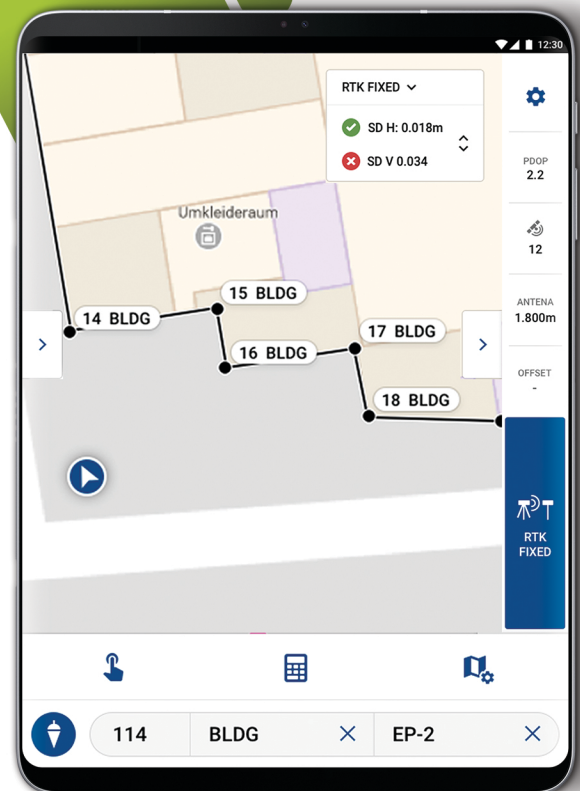 12:30
RTK FIXED
SD H: 0.018m
SD V 0.034
PDOP
2.2
12
ANTENA
1.800m
OFFSET
-
RTK
FIXED
Umkleideraum
14 BLDG
15 BLDG
16 BLDG
17 BLDG
18 BLDG
114 BLDG EP-2